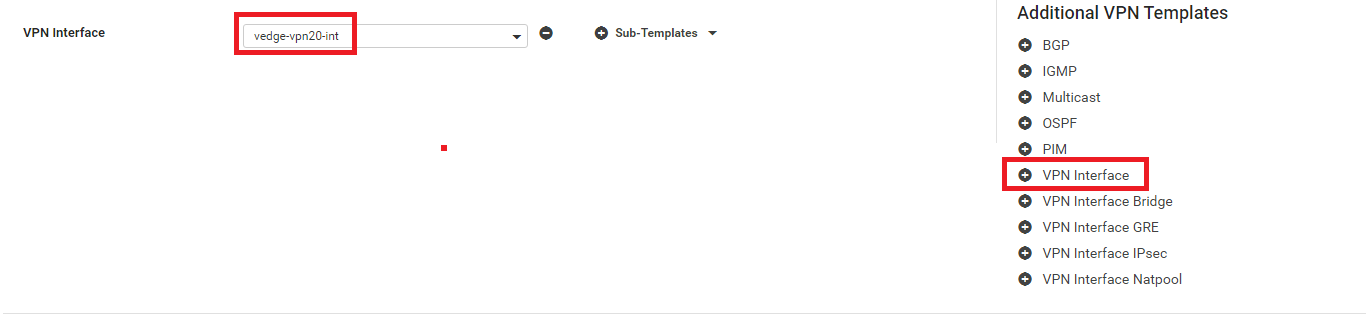 VPN Interface
vedge-vpn20-int
Sub-Templates
Additional VPN Templates
BGP
IGMP
Multicast
OSPF
PIM
VPN Interface
VPN Interface Bridge
VPN Interface GRE
VPN Interface IPsec
VPN Interface Natpool